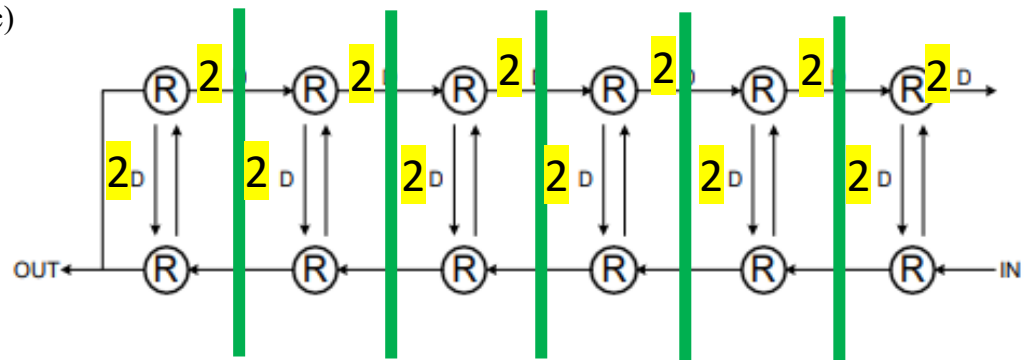 c)
R 2 D R 2 D R 2 D R 2 D R 2 D R 2 D
2 D 2 D 2 D 2 D 2 D 2 D
OUT R R R R R R IN